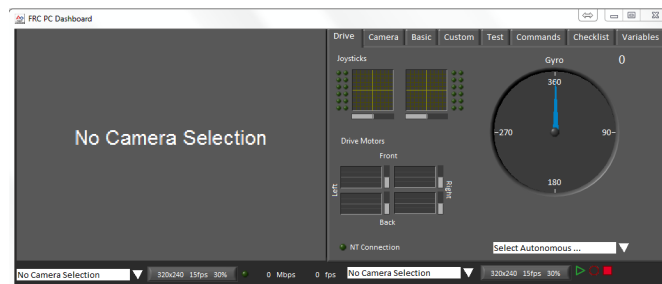 FRC PC Dashboard
No Camera Selection
Drive Camera Basic Custom Test Commands Checklist Variables
Joysticks
Gyro 0
360
-270 90-
180
Drive Motors
Front
Left
Right
Back
NT Connection
Select Autonomous ...
No Camera Selection 320x240 15fps 30% 0 Mbps 0 fps No Camera Selection 320x240 15fps 30%